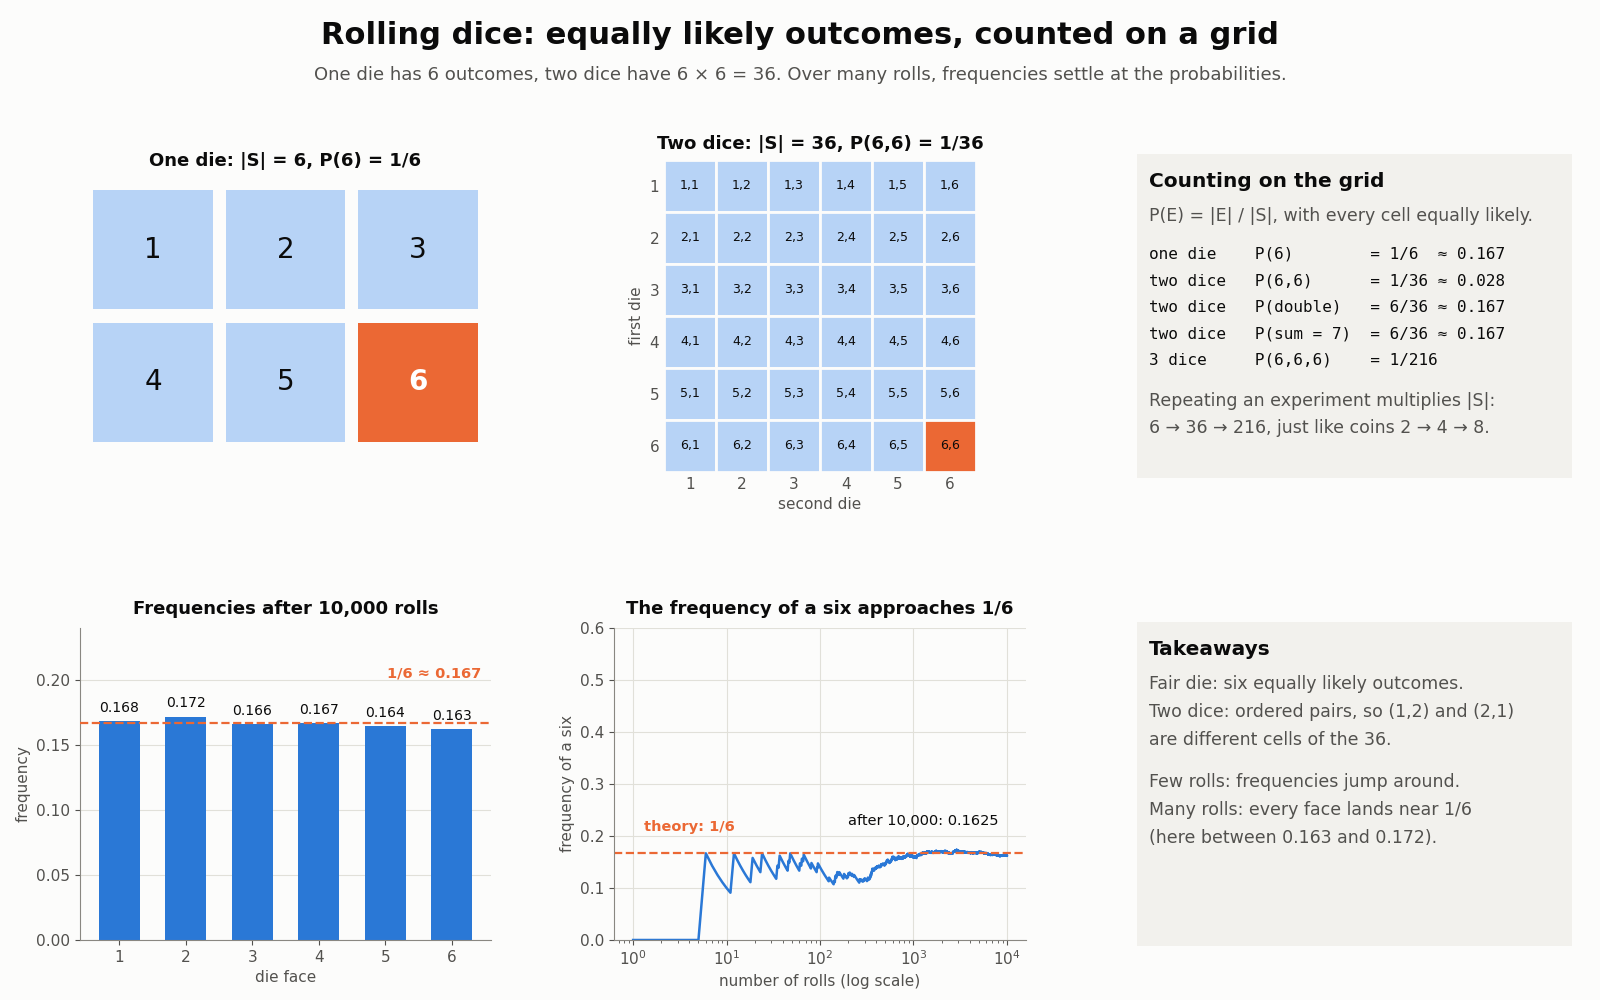 Rolling dice: equally likely outcomes, counted on a grid
One die has 6 outcomes, two dice have 6 × 6 = 36. Over many rolls, frequencies settle at the probabilities.
One die: |S| = 6, P(6) = 1/6
1 2 3
4 5 6
Two dice: |S| = 36, P(6,6) = 1/36
first die
1 1,1 1,2 1,3 1,4 1,5 1,6
2 2,1 2,2 2,3 2,4 2,5 2,6
3 3,1 3,2 3,3 3,4 3,5 3,6
4 4,1 4,2 4,3 4,4 4,5 4,6
5 5,1 5,2 5,3 5,4 5,5 5,6
6 6,1 6,2 6,3 6,4 6,5 6,6
1 2 3 4 5 6
second die
Counting on the grid
P(E) = |E| / |S|, with every cell equally likely.
one die P(6) = 1/6 ≈ 0.167
two dice P(6,6) = 1/36 ≈ 0.028
two dice P(double) = 6/36 ≈ 0.167
two dice P(sum = 7) = 6/36 ≈ 0.167
3 dice P(6,6,6) = 1/216
Repeating an experiment multiplies |S|:
6 → 36 → 216, just like coins 2 → 4 → 8.
Frequencies after 10,000 rolls
frequency
0.20
0.15
0.10
0.05
0.00
1/6 ≈ 0.167
0.168 0.172 0.166 0.167 0.164 0.163
1 2 3 4 5 6
die face
The frequency of a six approaches 1/6
frequency of a six
0.6
0.5
0.4
0.3
0.2
0.1
0.0
theory: 1/6
after 10,000: 0.1625
10⁰ 10¹ 10² 10³ 10⁴
number of rolls (log scale)
Takeaways
Fair die: six equally likely outcomes.
Two dice: ordered pairs, so (1,2) and (2,1)
are different cells of the 36.
Few rolls: frequencies jump around.
Many rolls: every face lands near 1/6
(here between 0.163 and 0.172).